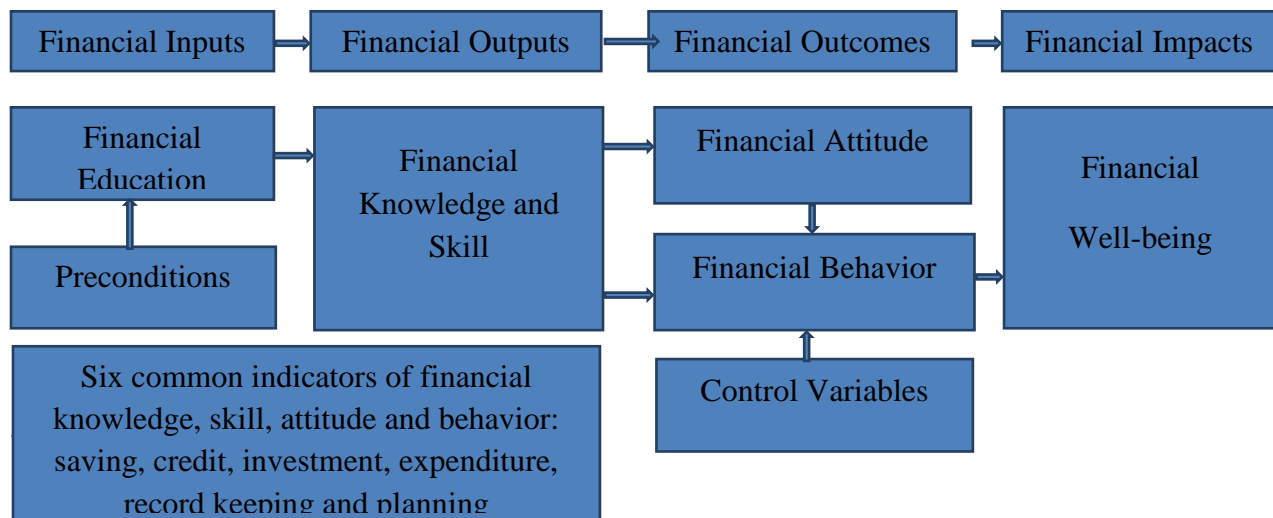 Financial Inputs
Financial Outputs
Financial Outcomes
Financial Impacts
Financial
Education
Preconditions
Financial
Knowledge and
Skill
Financial Attitude
Financial Behavior
Control Variables
Financial
Well-being
Six common indicators of financial
knowledge, skill, attitude and behavior:
saving, credit, investment, expenditure,
record keeping and planning